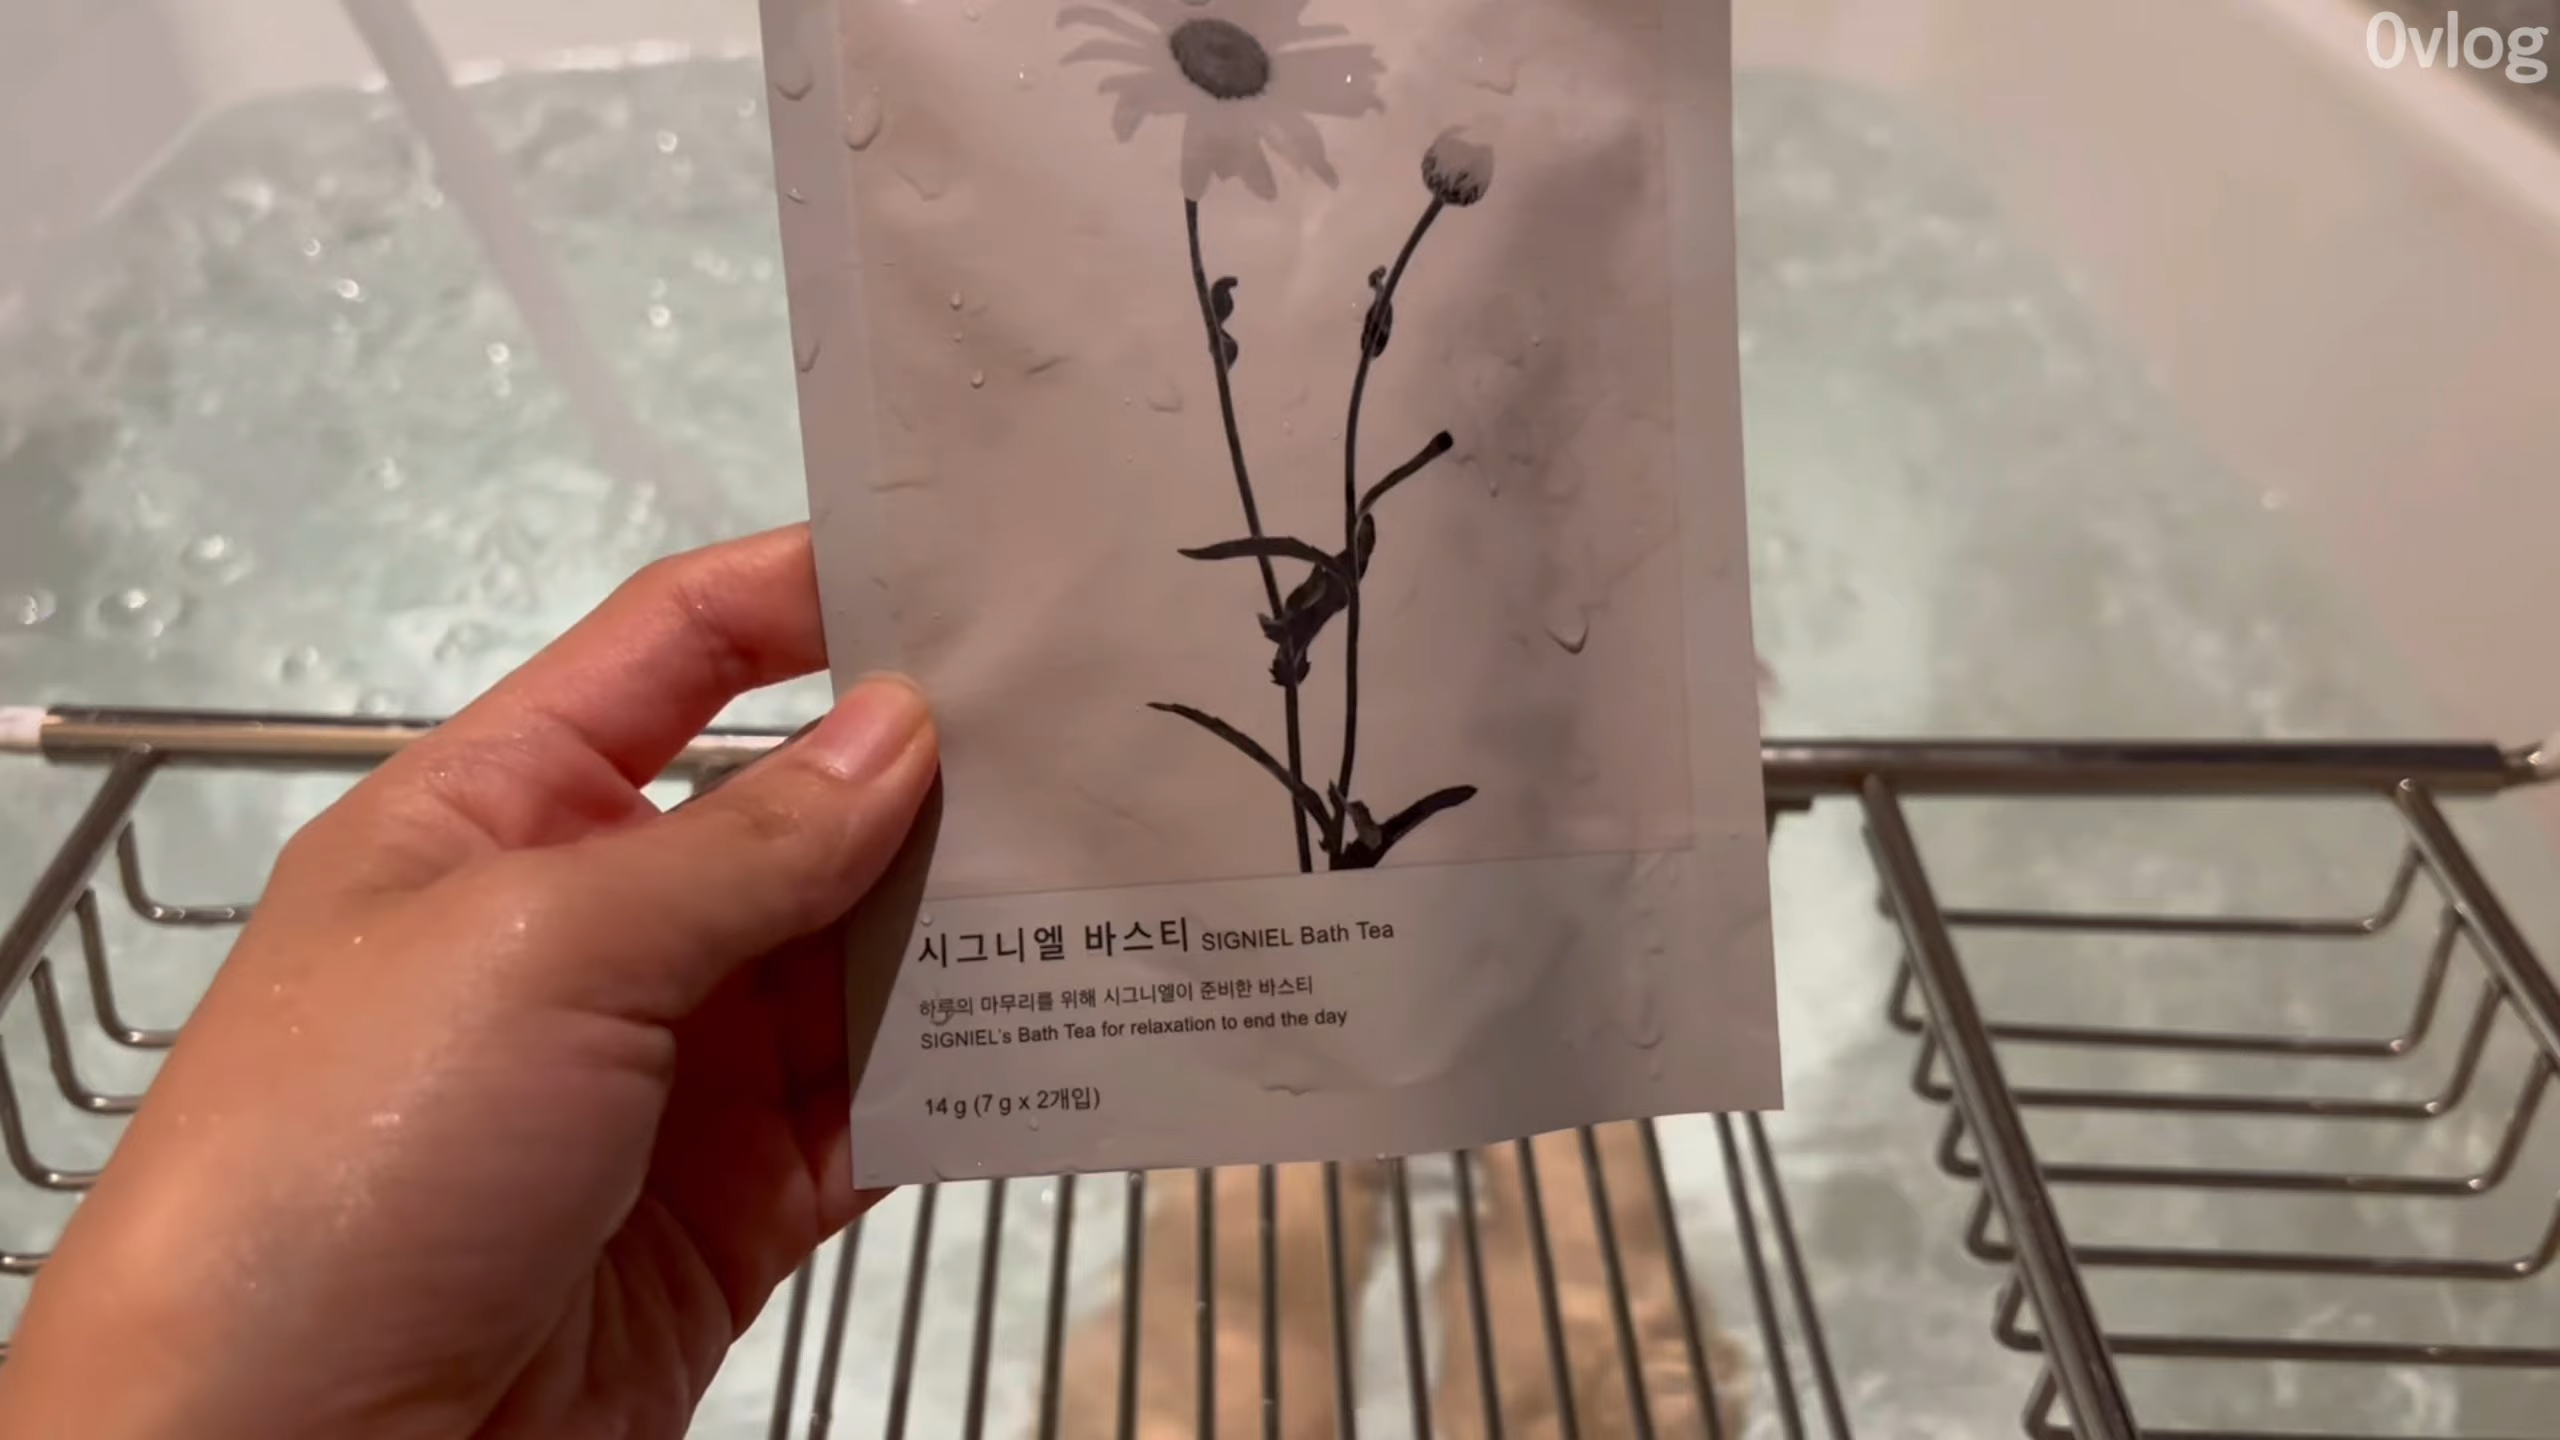 0vlog
시그니엘 바스티 SIGNIEL Bath Tea
하루의 마무리를 위해 시그니엘이 준비한 바스티
SIGNIEL's Bath Tea for relaxation to end the day
14 g (7 g x 2개입)